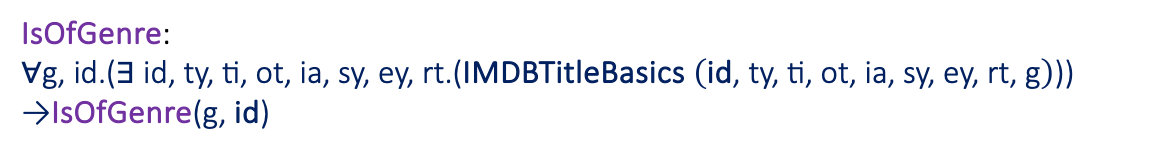 IsOfGenre:
∀g, id.(∃ id, ty, ti, ot, ia, sy, ey, rt.(IMDBTitleBasics (id, ty, ti, ot, ia, sy, ey, rt, g)))
→IsOfGenre(g, id)